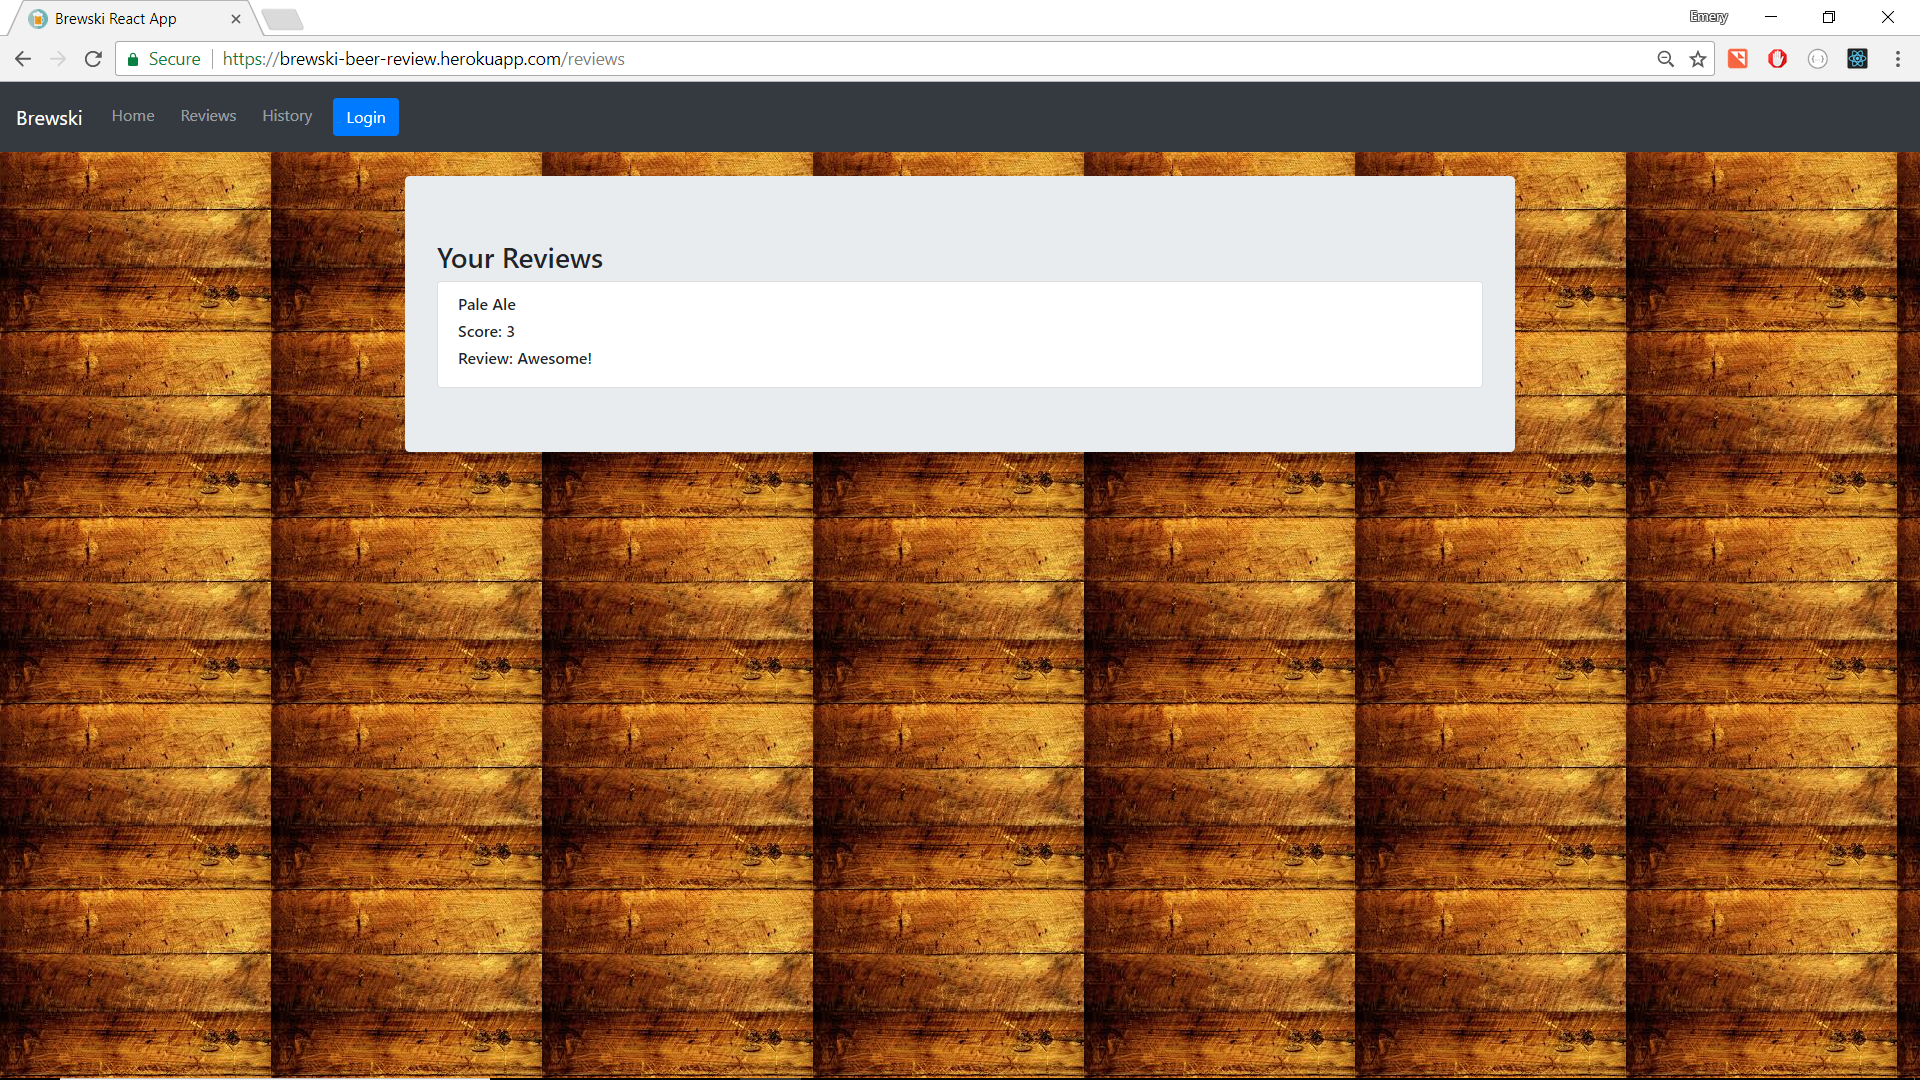 Brewski React App
Emery
Secure https://brewski-beer-review.herokuapp.com/reviews
Brewski Home Reviews History Login
Your Reviews
Pale Ale
Score: 3
Review: Awesome!